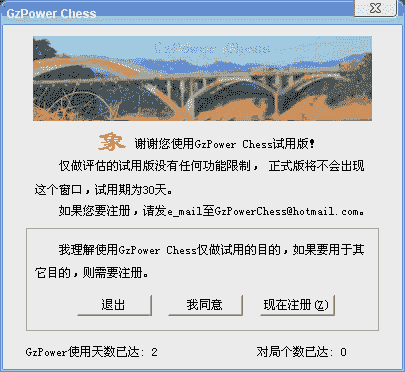 GzPower Chess
GzPower Chess
象 谢谢您使用GzPower Chess试用版!
仅做评估的试用版没有任何功能限制， 正式版将不会出现
这个窗口，试用期为30天。
如果您要注册，请发e_mail至GzPowerChess@hotmail.com。
我理解使用GzPower Chess仅做试用的目的，如果要用于其
它目的，则需要注册。
退出 我同意 现在注册(Z)
GzPower使用天数已达: 2 对局个数已达: 0